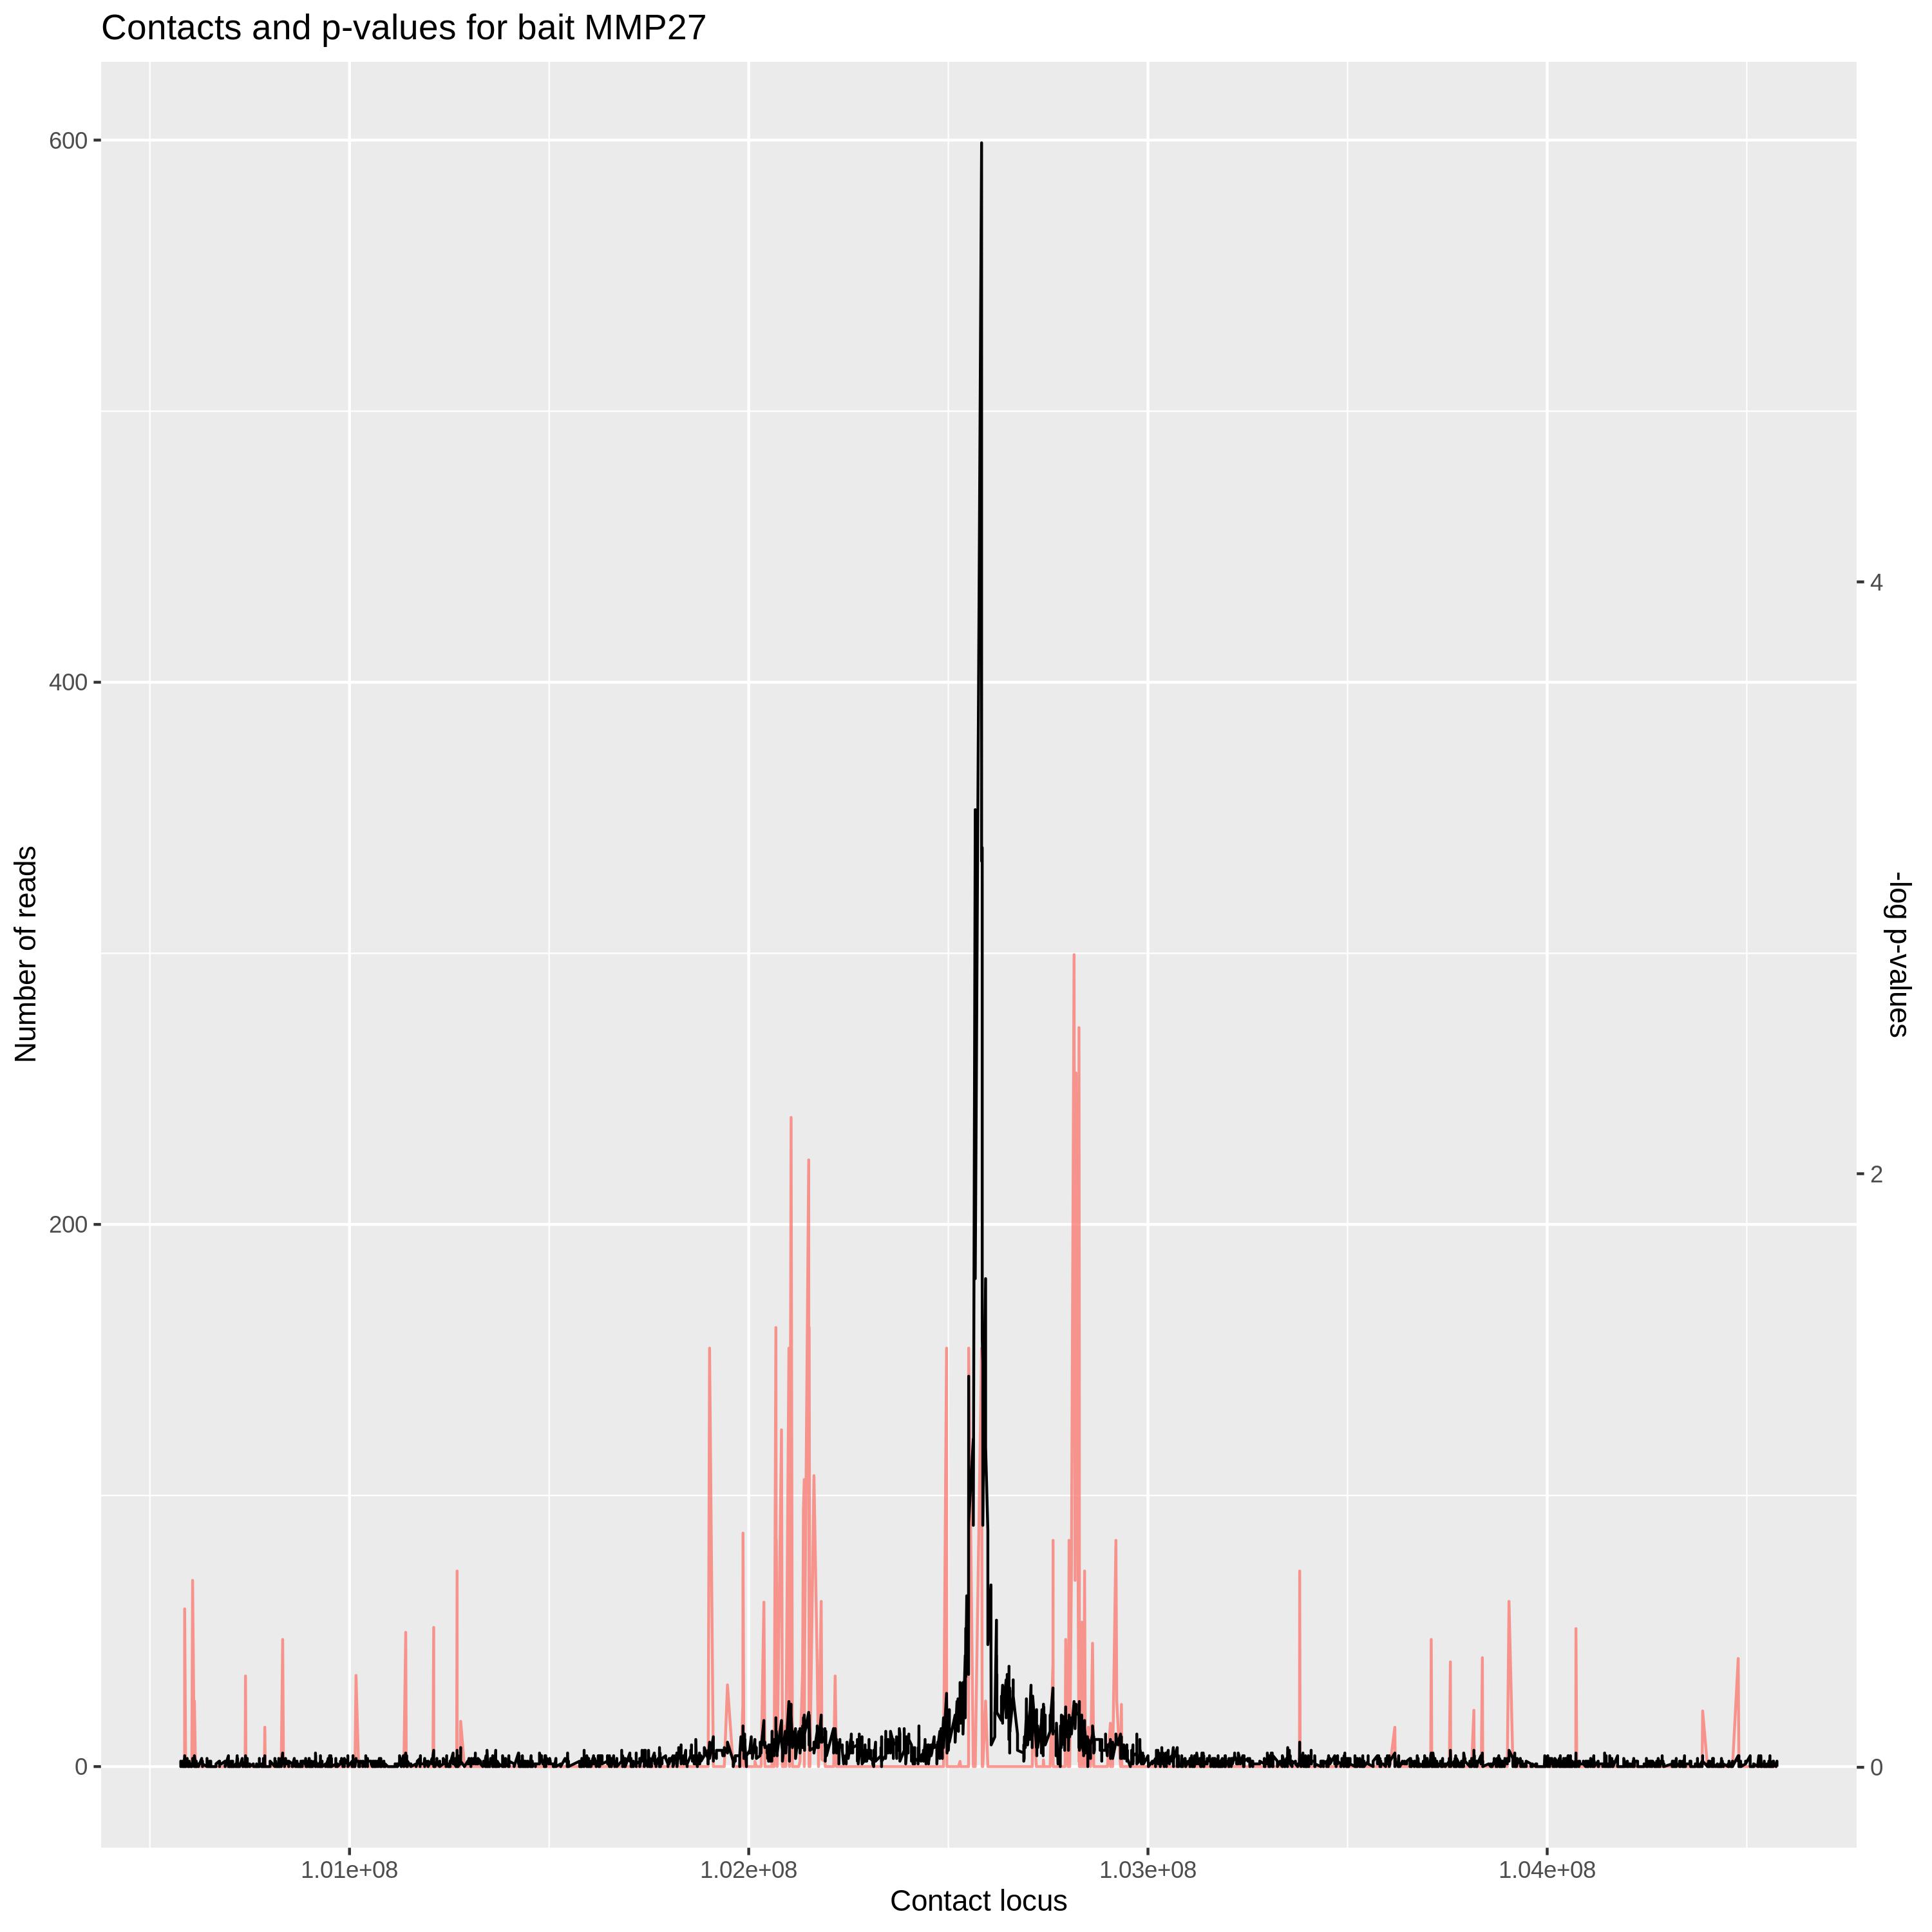 Contacts and p-values for bait MMP27
600
400
200
0
Number of reads
4
2
0
-log p-values
1.01e+08
1.02e+08
1.03e+08
1.04e+08
Contact locus